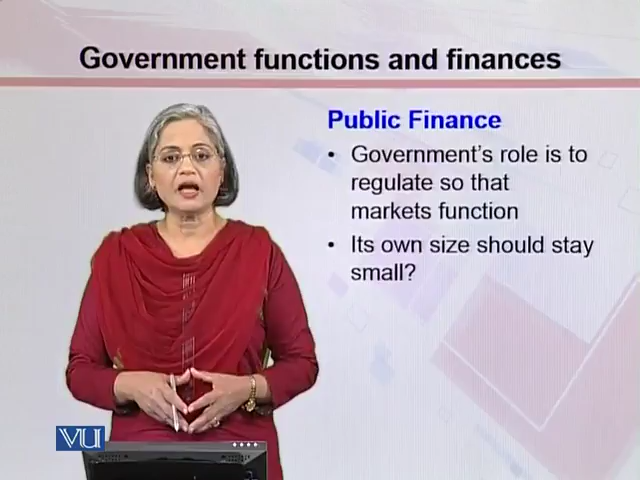 Government functions and finances
Public Finance
• Government's role is to
regulate so that
markets function
• Its own size should stay
small?
VU